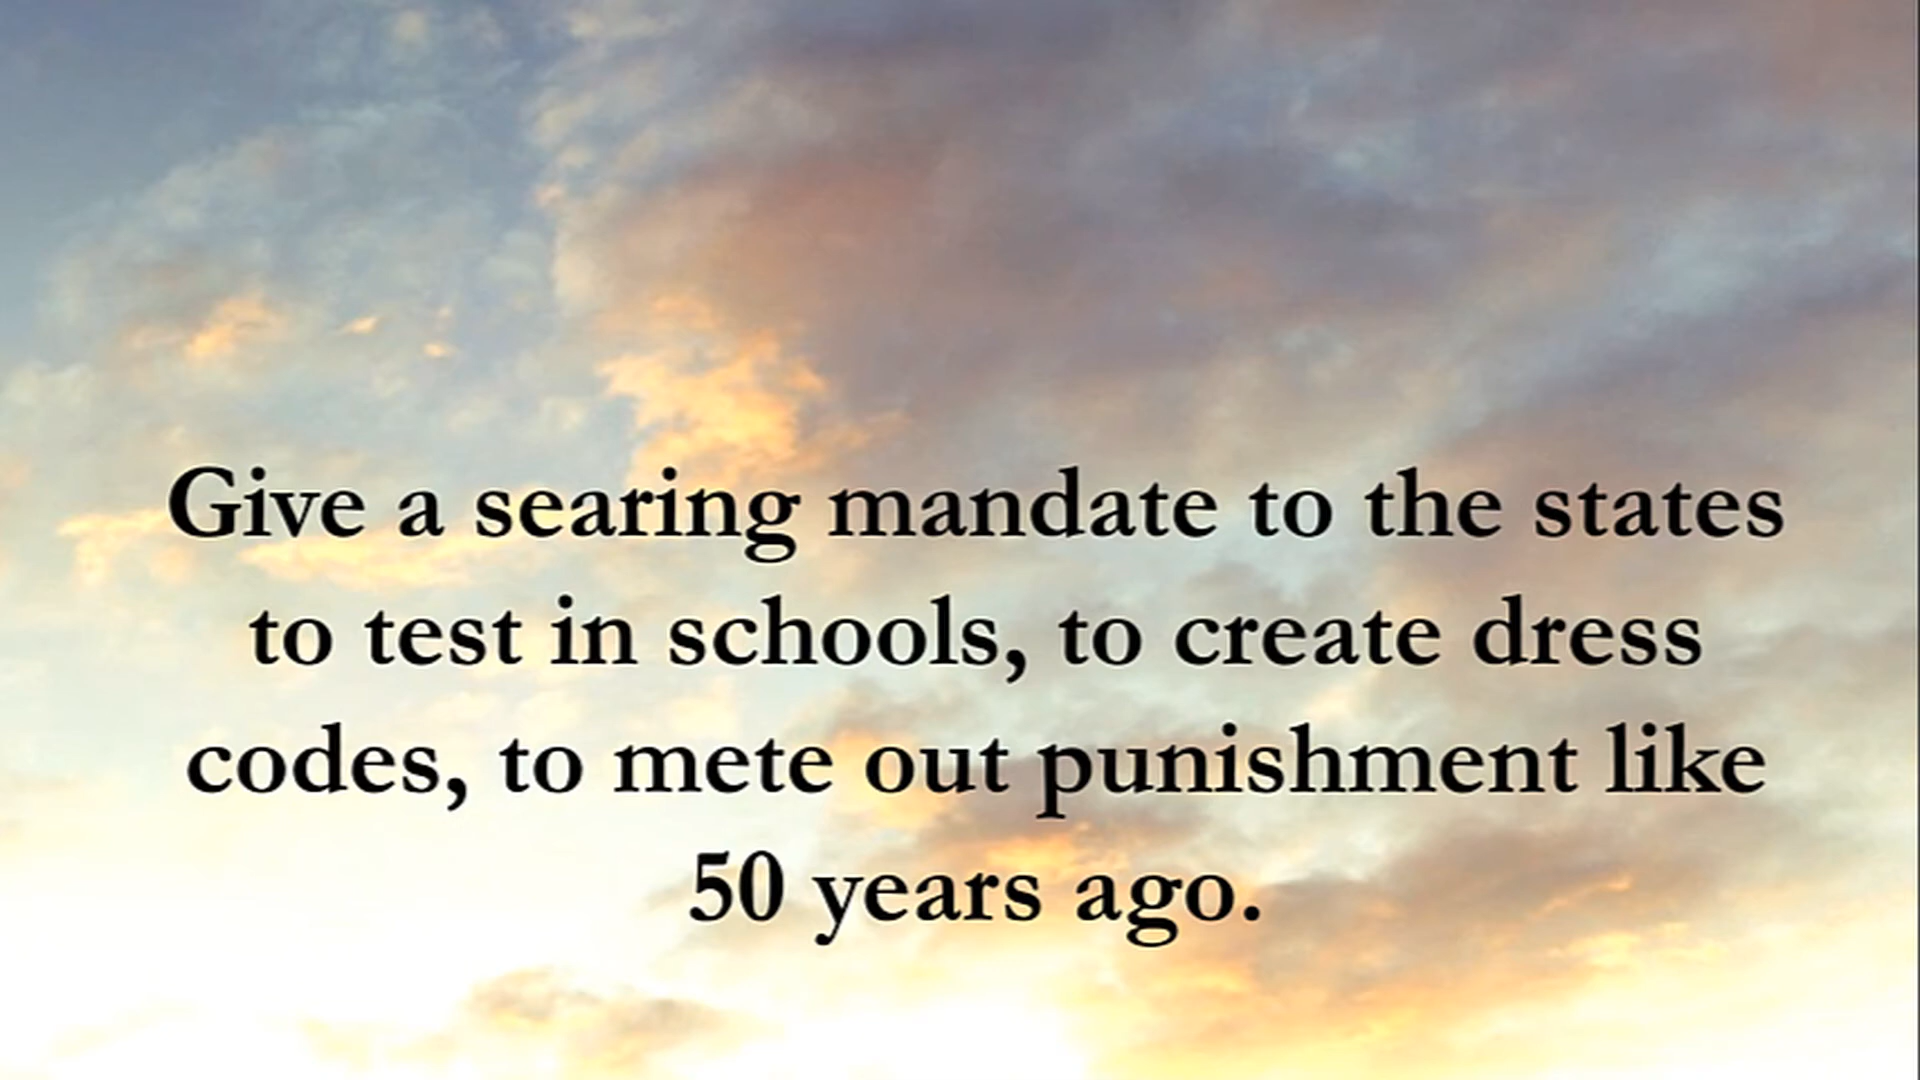 Give a searing mandate to the states
to test in schools, to create dress
codes, to mete out punishment like
50 years ago.